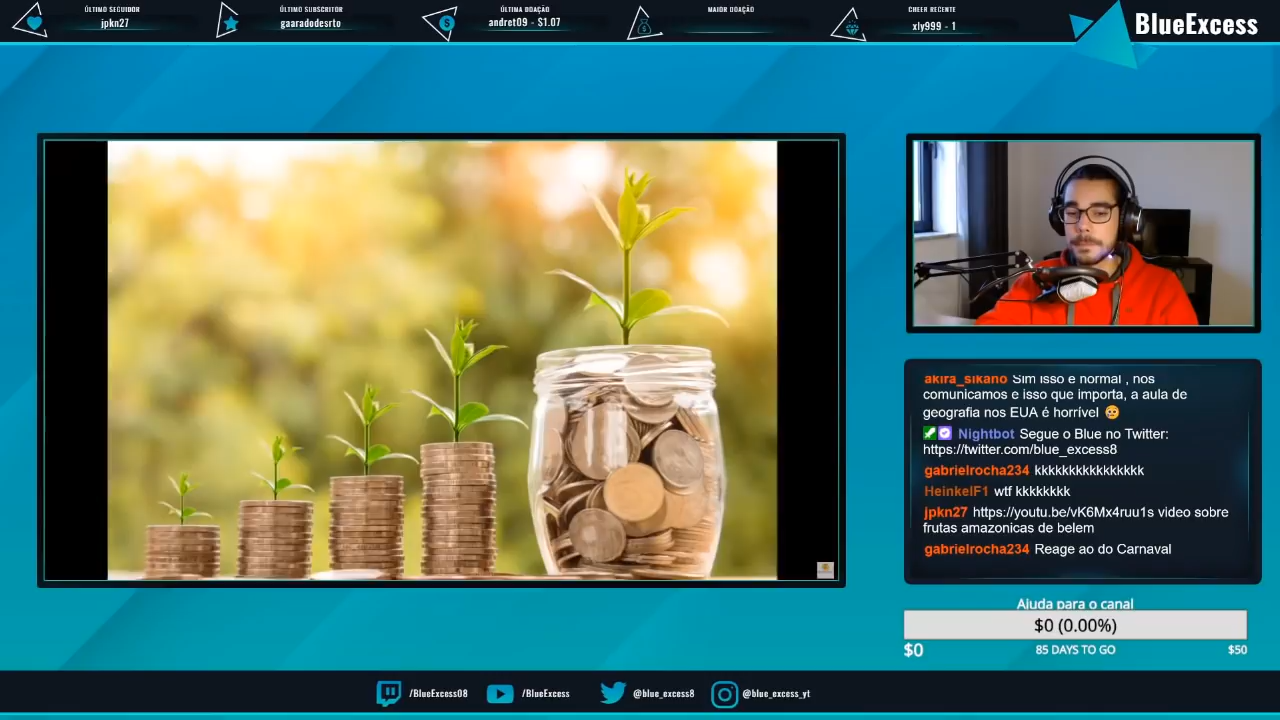 ÚLTIMO SEGUIDOR
jpkn27
ÚLTIMO SUBSCRITOR
gaaradodesrto
ÚLTIMA DOAÇÃO
andret09 - $1.07
MAIOR DOAÇÃO
CHEER RECENTE
xly999 - 1
BlueExcess
akira_sikano Sim isso é normal , nos
comunicamos e isso que importa, a aula de
geografia nos EUA é horrível 🥲
Nightbot Segue o Blue no Twitter:
https://twitter.com/blue_excess8
gabrielrocha234 kkkkkkkkkkkkkkkk
HeinkelF1 wtf kkkkkkkk
jpkn27 https://youtu.be/vK6Mx4ruu1s video sobre
frutas amazonicas de belem
gabrielrocha234 Reage ao do Carnaval
Ajuda para o canal
$0 (0.00%)
$0
85 DAYS TO GO
$50
/BlueExcess08
/BlueExcess
@blue_excess8
@blue_excess_yt